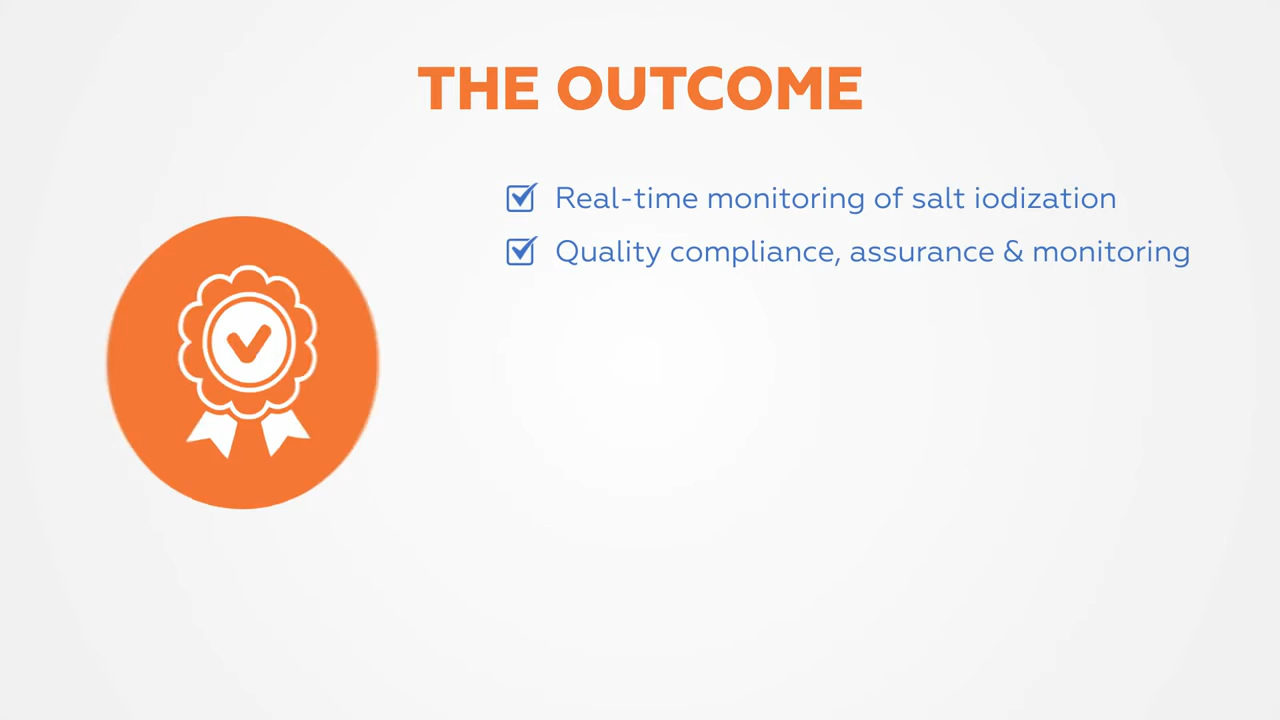 THE OUTCOME
Real-time monitoring of salt iodization
Quality compliance, assurance & monitoring